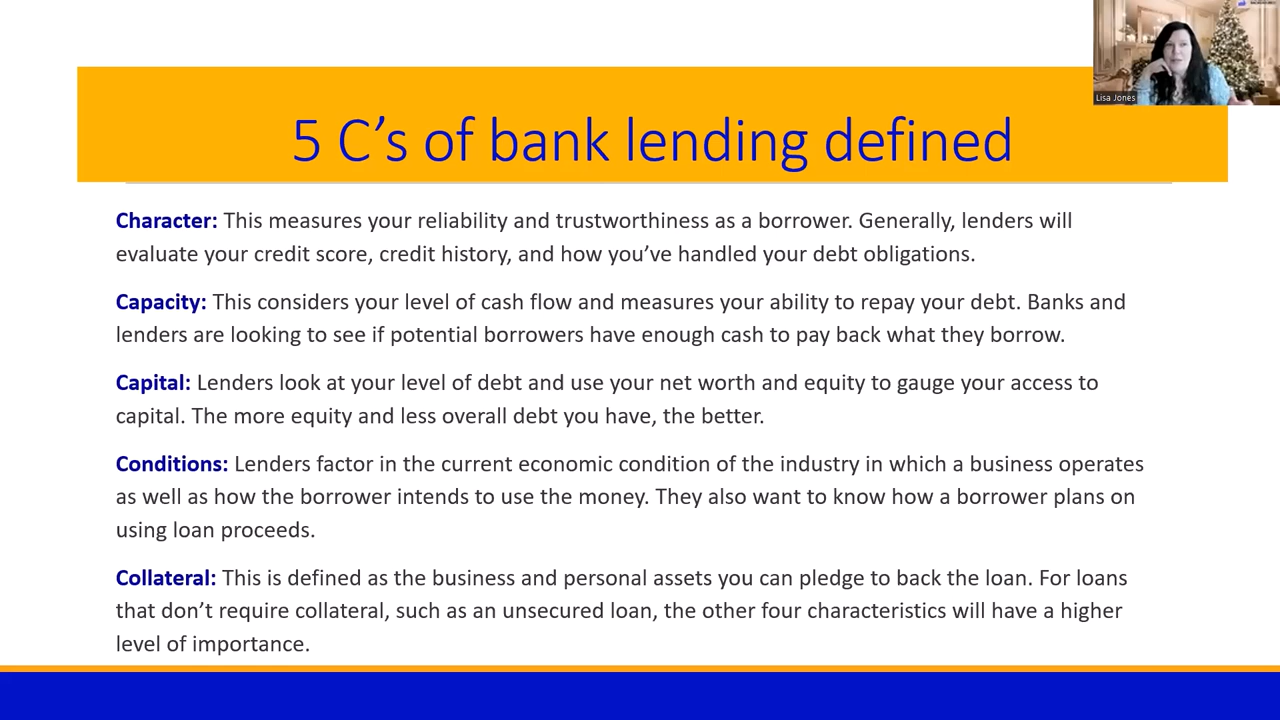 Lisa Jones
5 C’s of bank lending defined
Character: This measures your reliability and trustworthiness as a borrower. Generally, lenders will
evaluate your credit score, credit history, and how you’ve handled your debt obligations.
Capacity: This considers your level of cash flow and measures your ability to repay your debt. Banks and
lenders are looking to see if potential borrowers have enough cash to pay back what they borrow.
Capital: Lenders look at your level of debt and use your net worth and equity to gauge your access to
capital. The more equity and less overall debt you have, the better.
Conditions: Lenders factor in the current economic condition of the industry in which a business operates
as well as how the borrower intends to use the money. They also want to know how a borrower plans on
using loan proceeds.
Collateral: This is defined as the business and personal assets you can pledge to back the loan. For loans
that don’t require collateral, such as an unsecured loan, the other four characteristics will have a higher
level of importance.